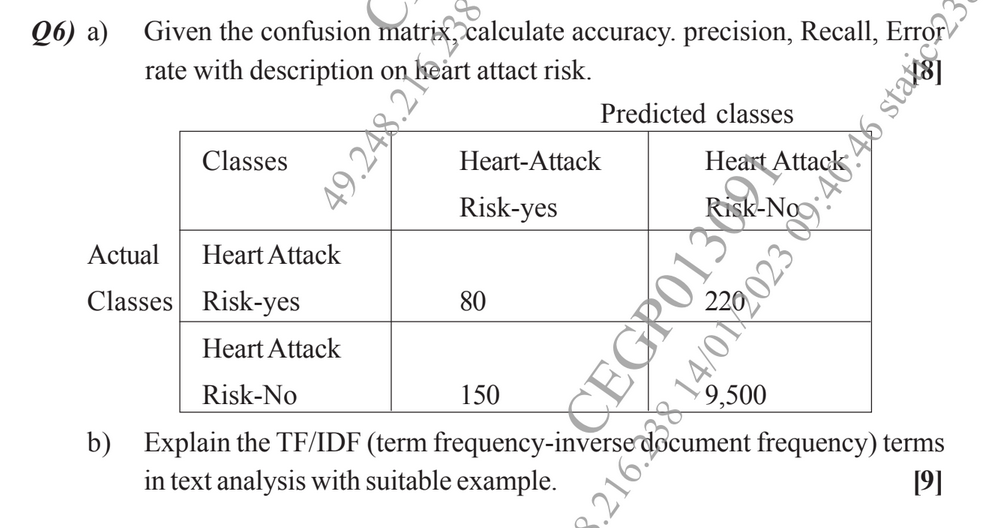 Q6) a) Given the confusion matrix, calculate accuracy. precision, Recall, Error
rate with description on heart attact risk. [8]
Predicted classes
Classes Heart-Attack Heart Attack
Risk-yes Risk-No
Actual Heart Attack
Classes Risk-yes 80 220
Heart Attack
Risk-No 150 9,500
b) Explain the TF/IDF (term frequency-inverse document frequency) terms
in text analysis with suitable example. [9]
CEGP013091
49.248.216.238
8.216.238 14/01/2023 09:40:46 static-238